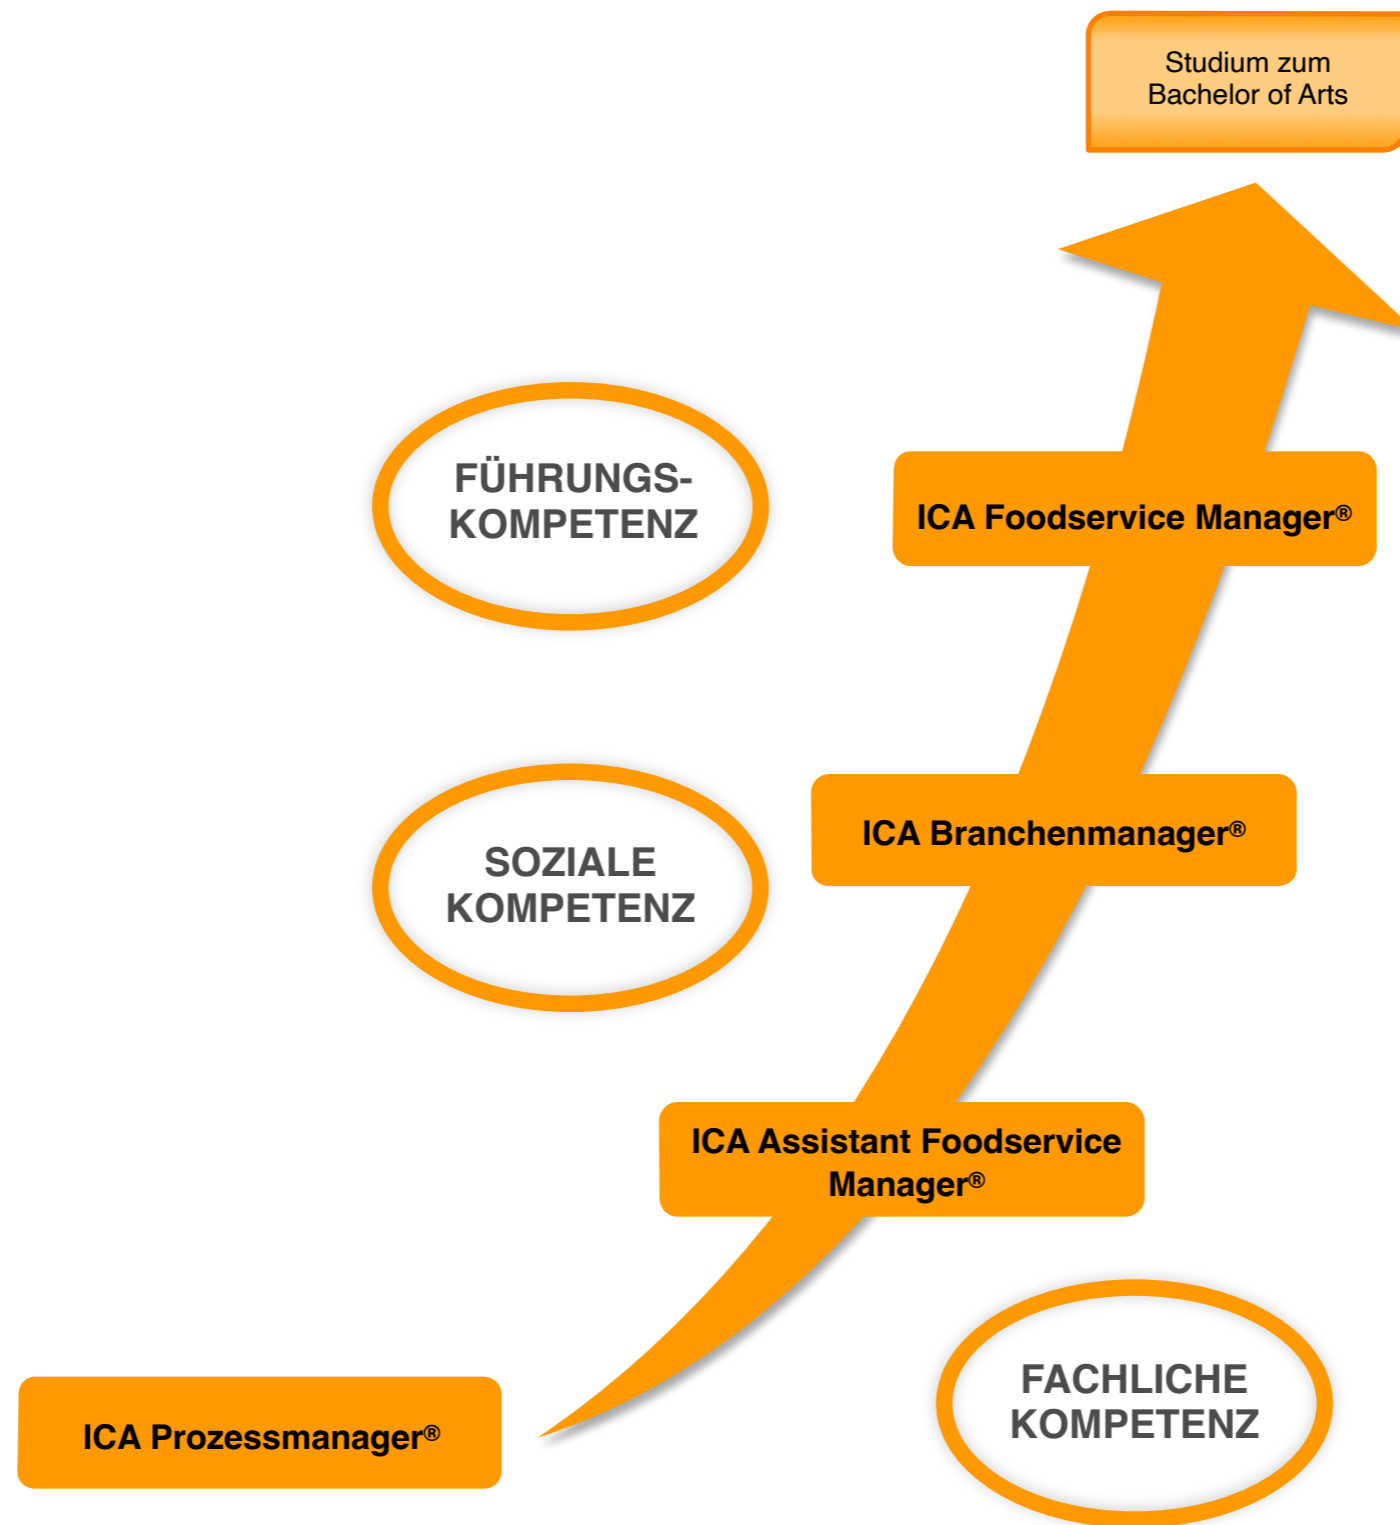 Studium zum
Bachelor of Arts
FÜHRUNGS-
KOMPETENZ
ICA Foodservice Manager®
ICA Branchenmanager®
SOZIALE
KOMPETENZ
ICA Assistant Foodservice
Manager®
FACHLICHE
KOMPETENZ
ICA Prozessmanager®